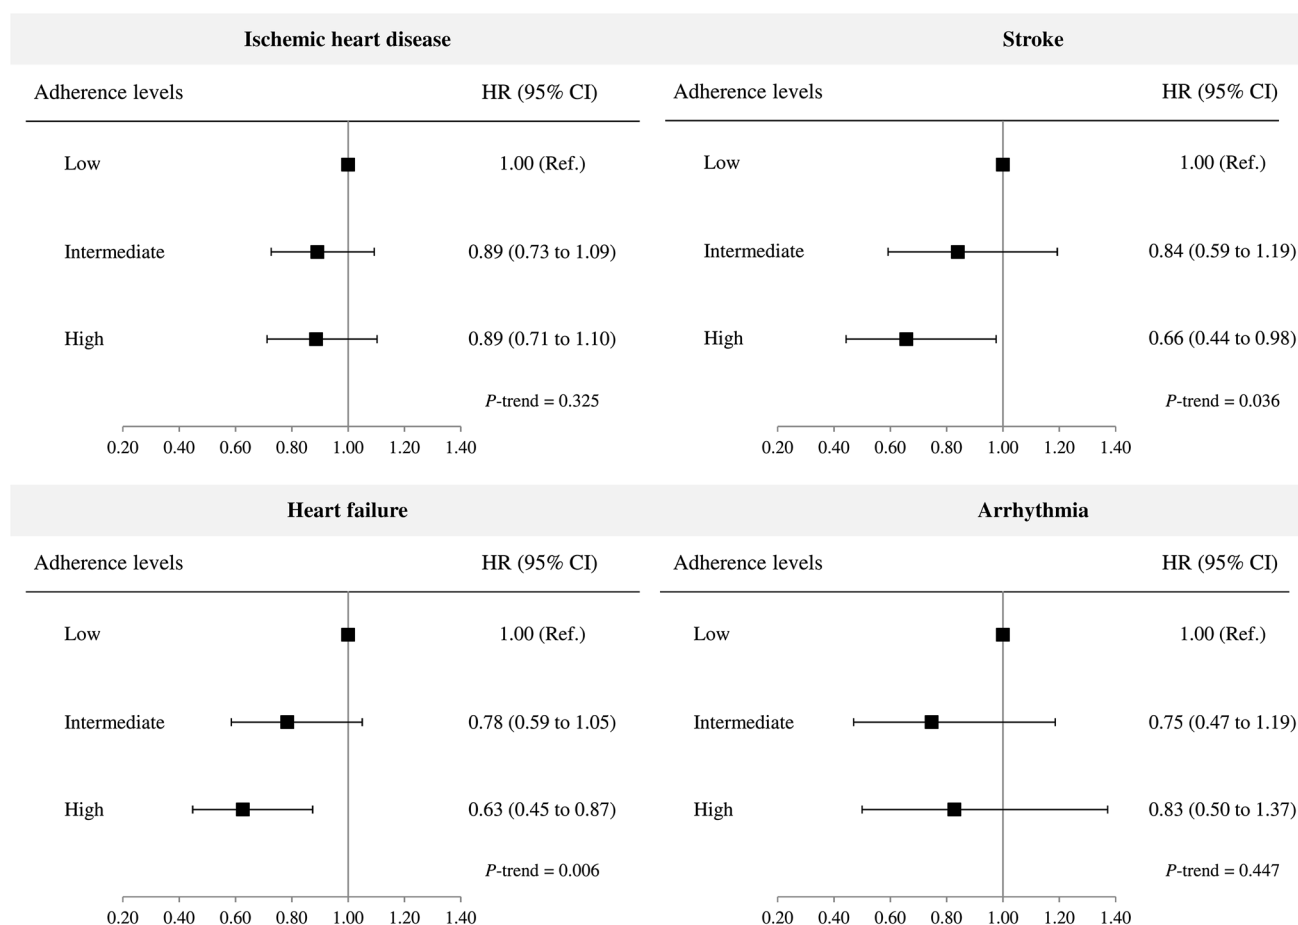 Ischemic heart disease
Adherence levels HR (95% CI)
Low 1.00 (Ref.)
Intermediate 0.89 (0.73 to 1.09)
High 0.89 (0.71 to 1.10)
P-trend = 0.325
0.20 0.40 0.60 0.80 1.00 1.20 1.40
Stroke
Adherence levels HR (95% CI)
Low 1.00 (Ref.)
Intermediate 0.84 (0.59 to 1.19)
High 0.66 (0.44 to 0.98)
P-trend = 0.036
0.20 0.40 0.60 0.80 1.00 1.20 1.40
Heart failure
Adherence levels HR (95% CI)
Low 1.00 (Ref.)
Intermediate 0.78 (0.59 to 1.05)
High 0.63 (0.45 to 0.87)
P-trend = 0.006
0.20 0.40 0.60 0.80 1.00 1.20 1.40
Arrhythmia
Adherence levels HR (95% CI)
Low 1.00 (Ref.)
Intermediate 0.75 (0.47 to 1.19)
High 0.83 (0.50 to 1.37)
P-trend = 0.447
0.20 0.40 0.60 0.80 1.00 1.20 1.40